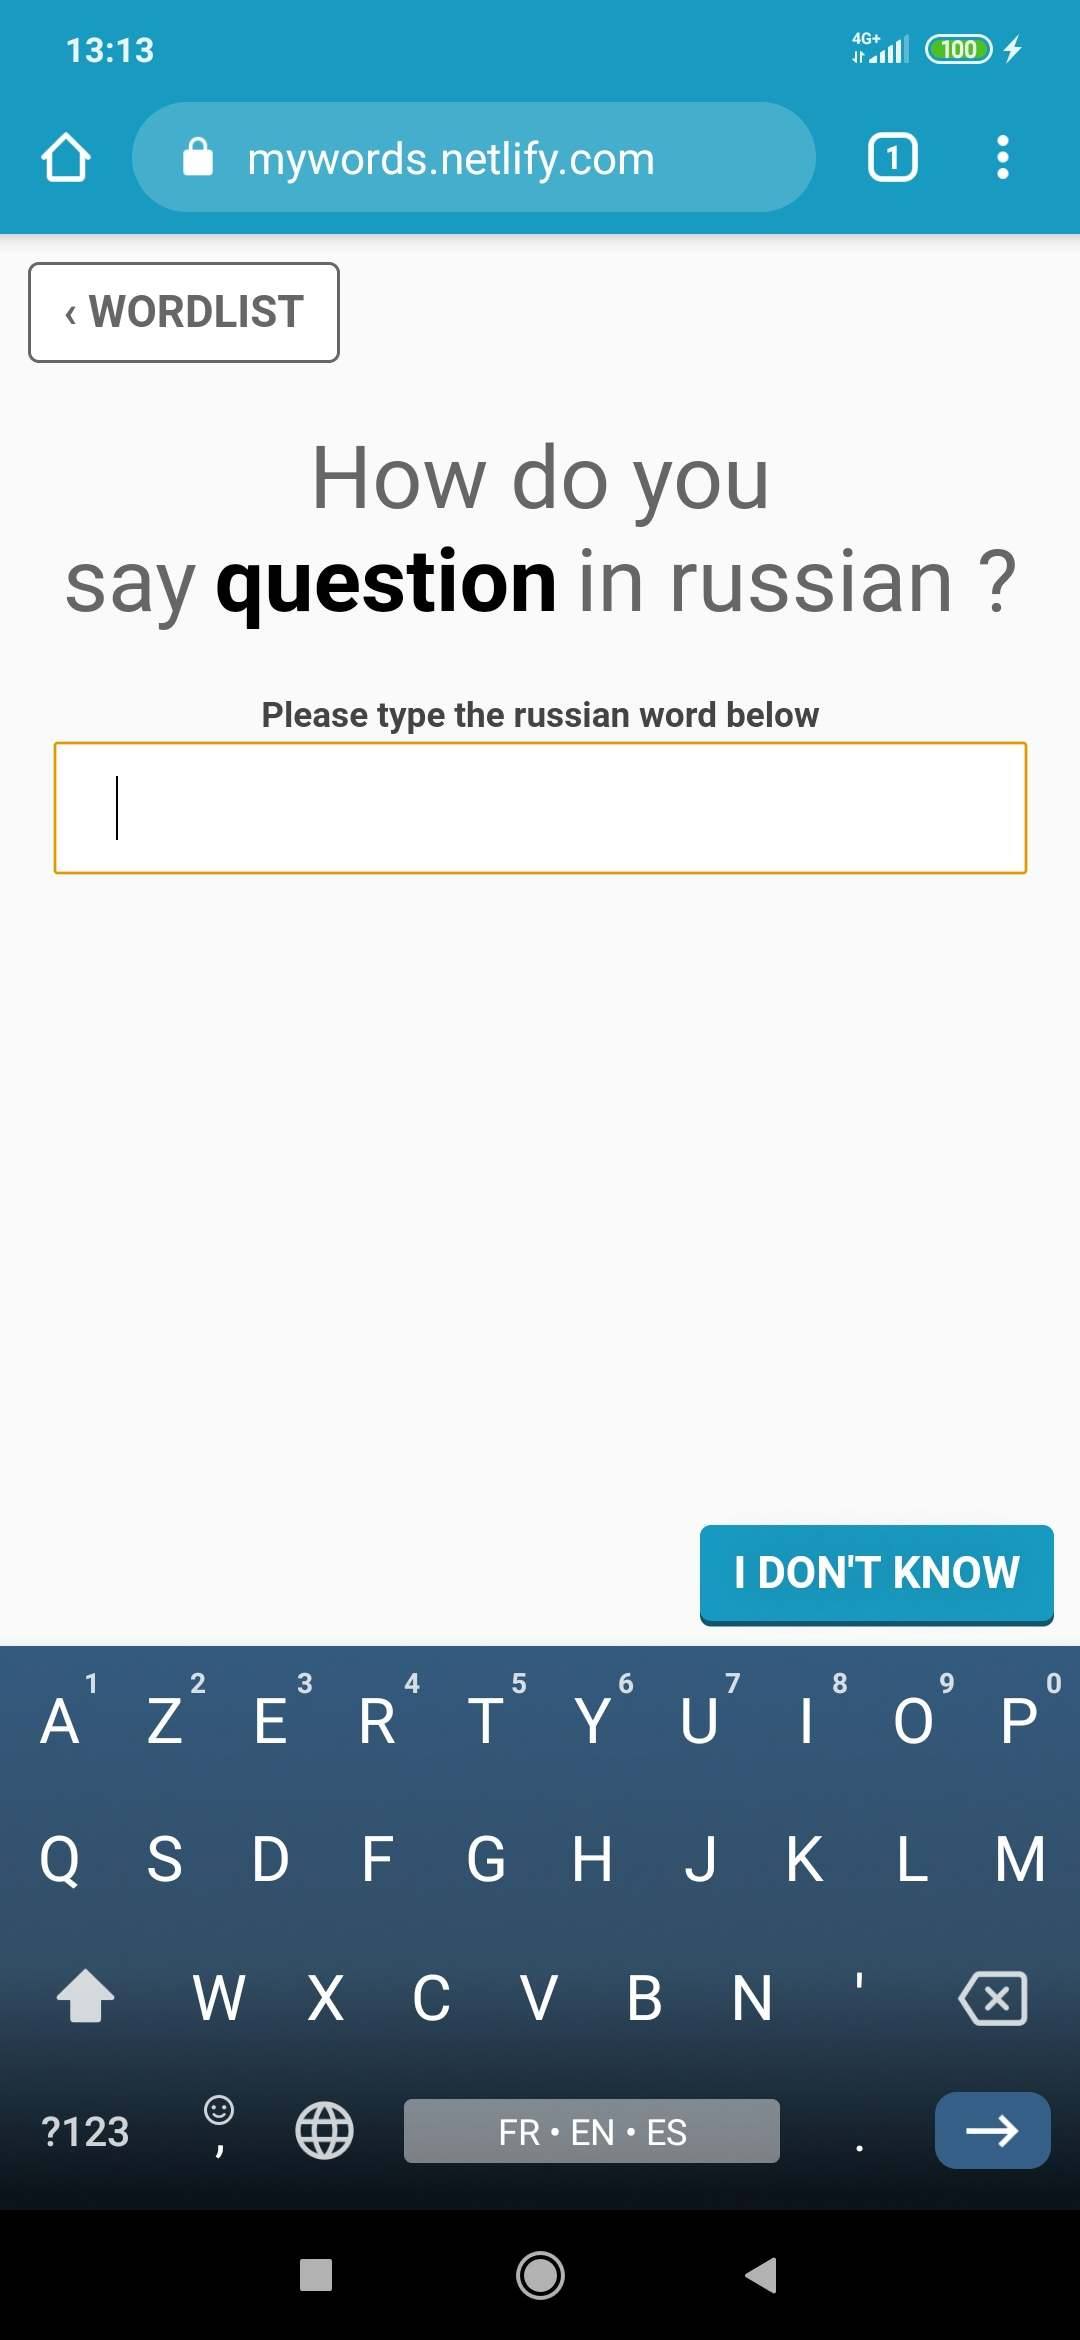 13:13 4G+ 100
mywords.netlify.com 1
‹ WORDLIST
How do you
say question in russian ?
Please type the russian word below
I DON'T KNOW
1 2 3 4 5 6 7 8 9 0
A Z E R T Y U I O P
Q S D F G H J K L M
W X C V B N '
?123 , FR • EN • ES .